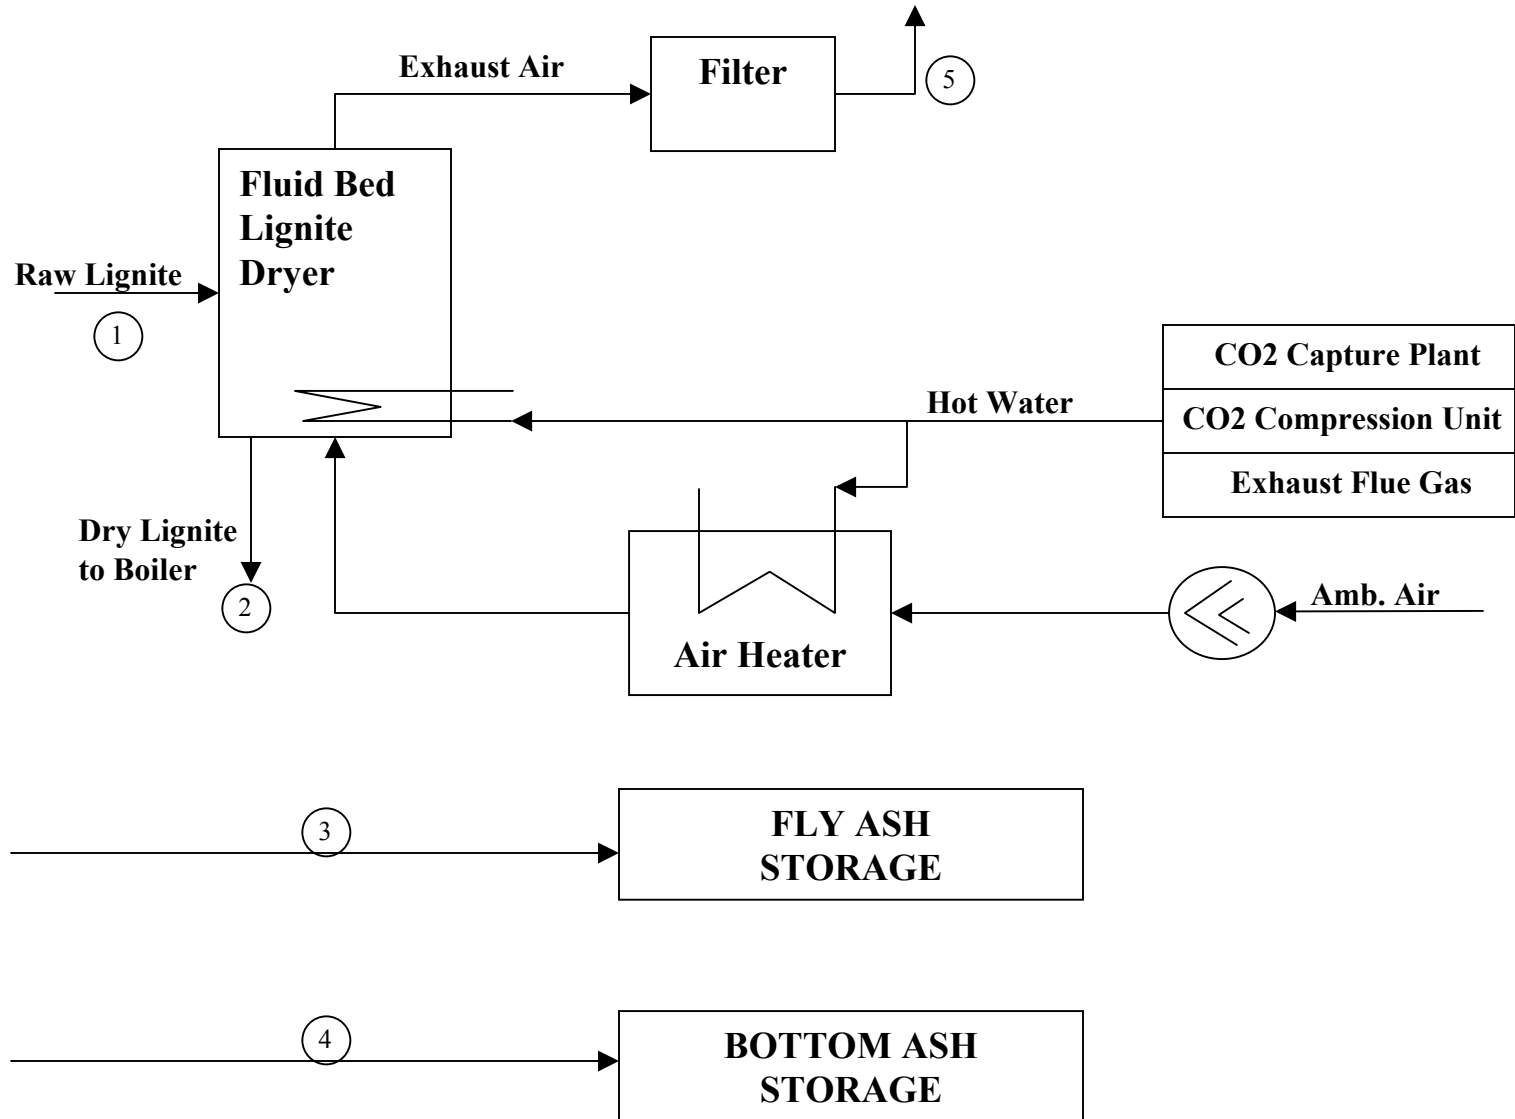 Exhaust Air
Filter
5
Fluid Bed
Lignite
Dryer
Raw Lignite
1
CO2 Capture Plant
Hot Water
CO2 Compression Unit
Exhaust Flue Gas
Dry Lignite
to Boiler
2
Amb. Air
Air Heater
3
FLY ASH
STORAGE
4
BOTTOM ASH
STORAGE